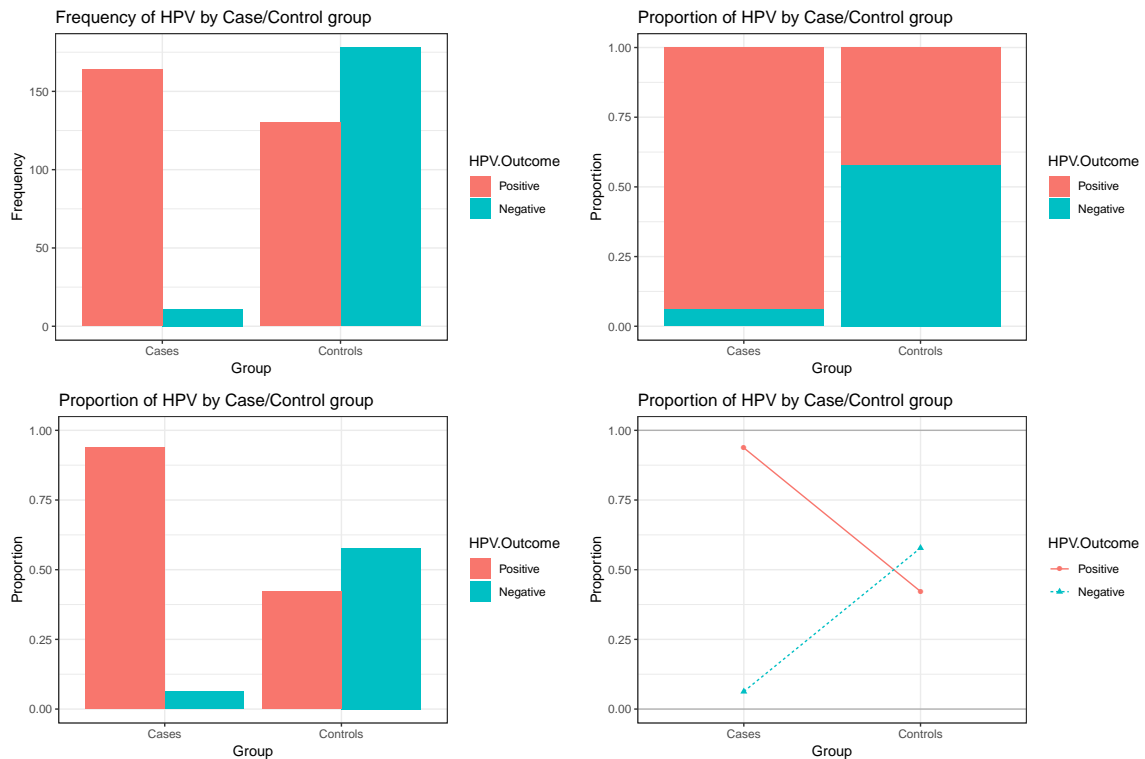 Frequency of HPV by Case/Control group
150
100
50
0
Frequency
Cases
Controls
Group
HPV.Outcome
Positive
Negative
Proportion of HPV by Case/Control group
1.00
0.75
0.50
0.25
0.00
Proportion
Cases
Controls
Group
HPV.Outcome
Positive
Negative
Proportion of HPV by Case/Control group
1.00
0.75
0.50
0.25
0.00
Proportion
Cases
Controls
Group
HPV.Outcome
Positive
Negative
Proportion of HPV by Case/Control group
1.00
0.75
0.50
0.25
0.00
Proportion
Cases
Controls
Group
HPV.Outcome
Positive
Negative